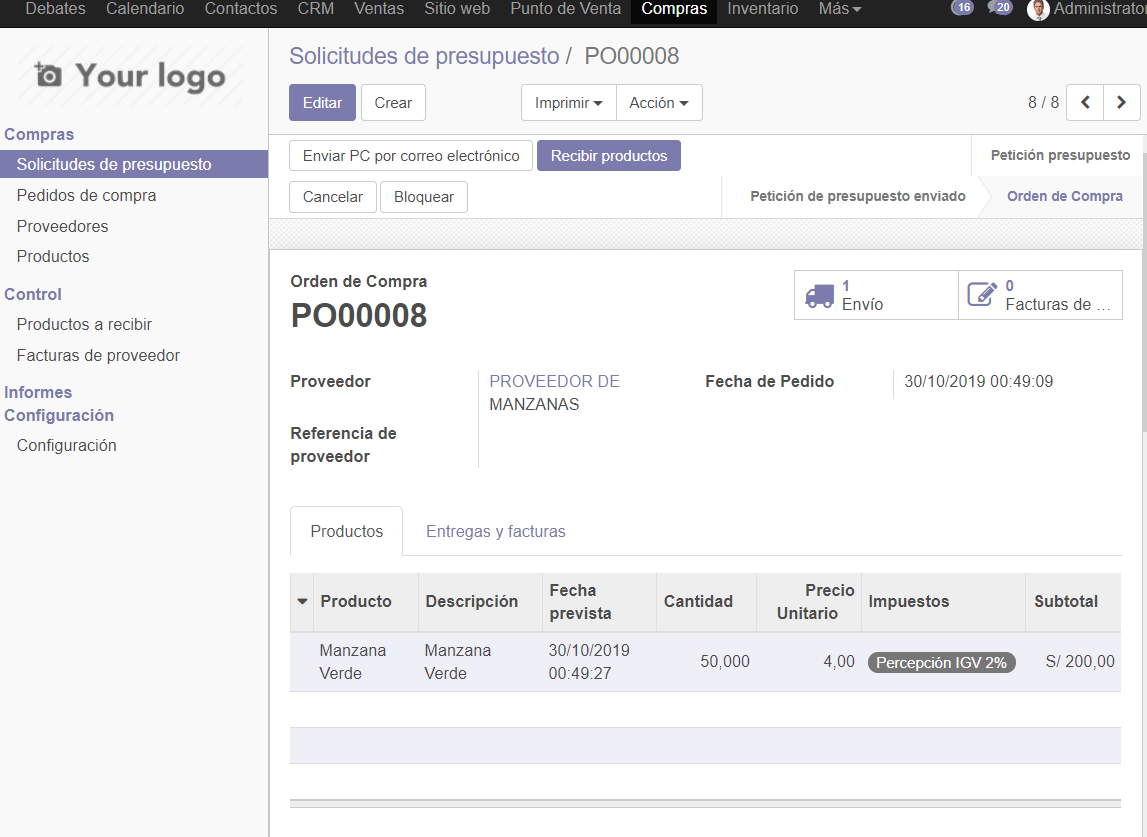 Debates Calendario Contactos CRM Ventas Sitio web Punto de Venta Compras Inventario Más 16 20 Administrator
Your logo
Compras
Solicitudes de presupuesto
Pedidos de compra
Proveedores
Productos
Control
Productos a recibir
Facturas de proveedor
Informes
Configuración
Configuración
Solicitudes de presupuesto / PO00008
Editar Crear Imprimir Acción 8 / 8
Enviar PC por correo electrónico Recibir productos Petición presupuesto
Cancelar Bloquear Petición de presupuesto enviado Orden de Compra
Orden de Compra
PO00008
1
Envío
0
Facturas de ...
Proveedor
PROVEEDOR DE
MANZANAS
Fecha de Pedido 30/10/2019 00:49:09
Referencia de
proveedor
Productos Entregas y facturas
Producto Descripción Fecha prevista Cantidad Precio Unitario Impuestos Subtotal
Manzana Verde Manzana Verde 30/10/2019 00:49:27 50,000 4,00 Percepción IGV 2% S/ 200,00